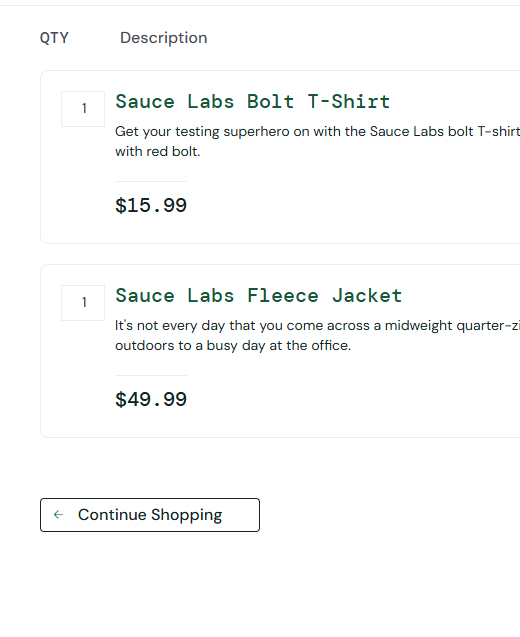 QTY Description
1 Sauce Labs Bolt T-Shirt
Get your testing superhero on with the Sauce Labs bolt T-shirt
with red bolt.
$15.99
1 Sauce Labs Fleece Jacket
It's not every day that you come across a midweight quarter-zi
outdoors to a busy day at the office.
$49.99
← Continue Shopping